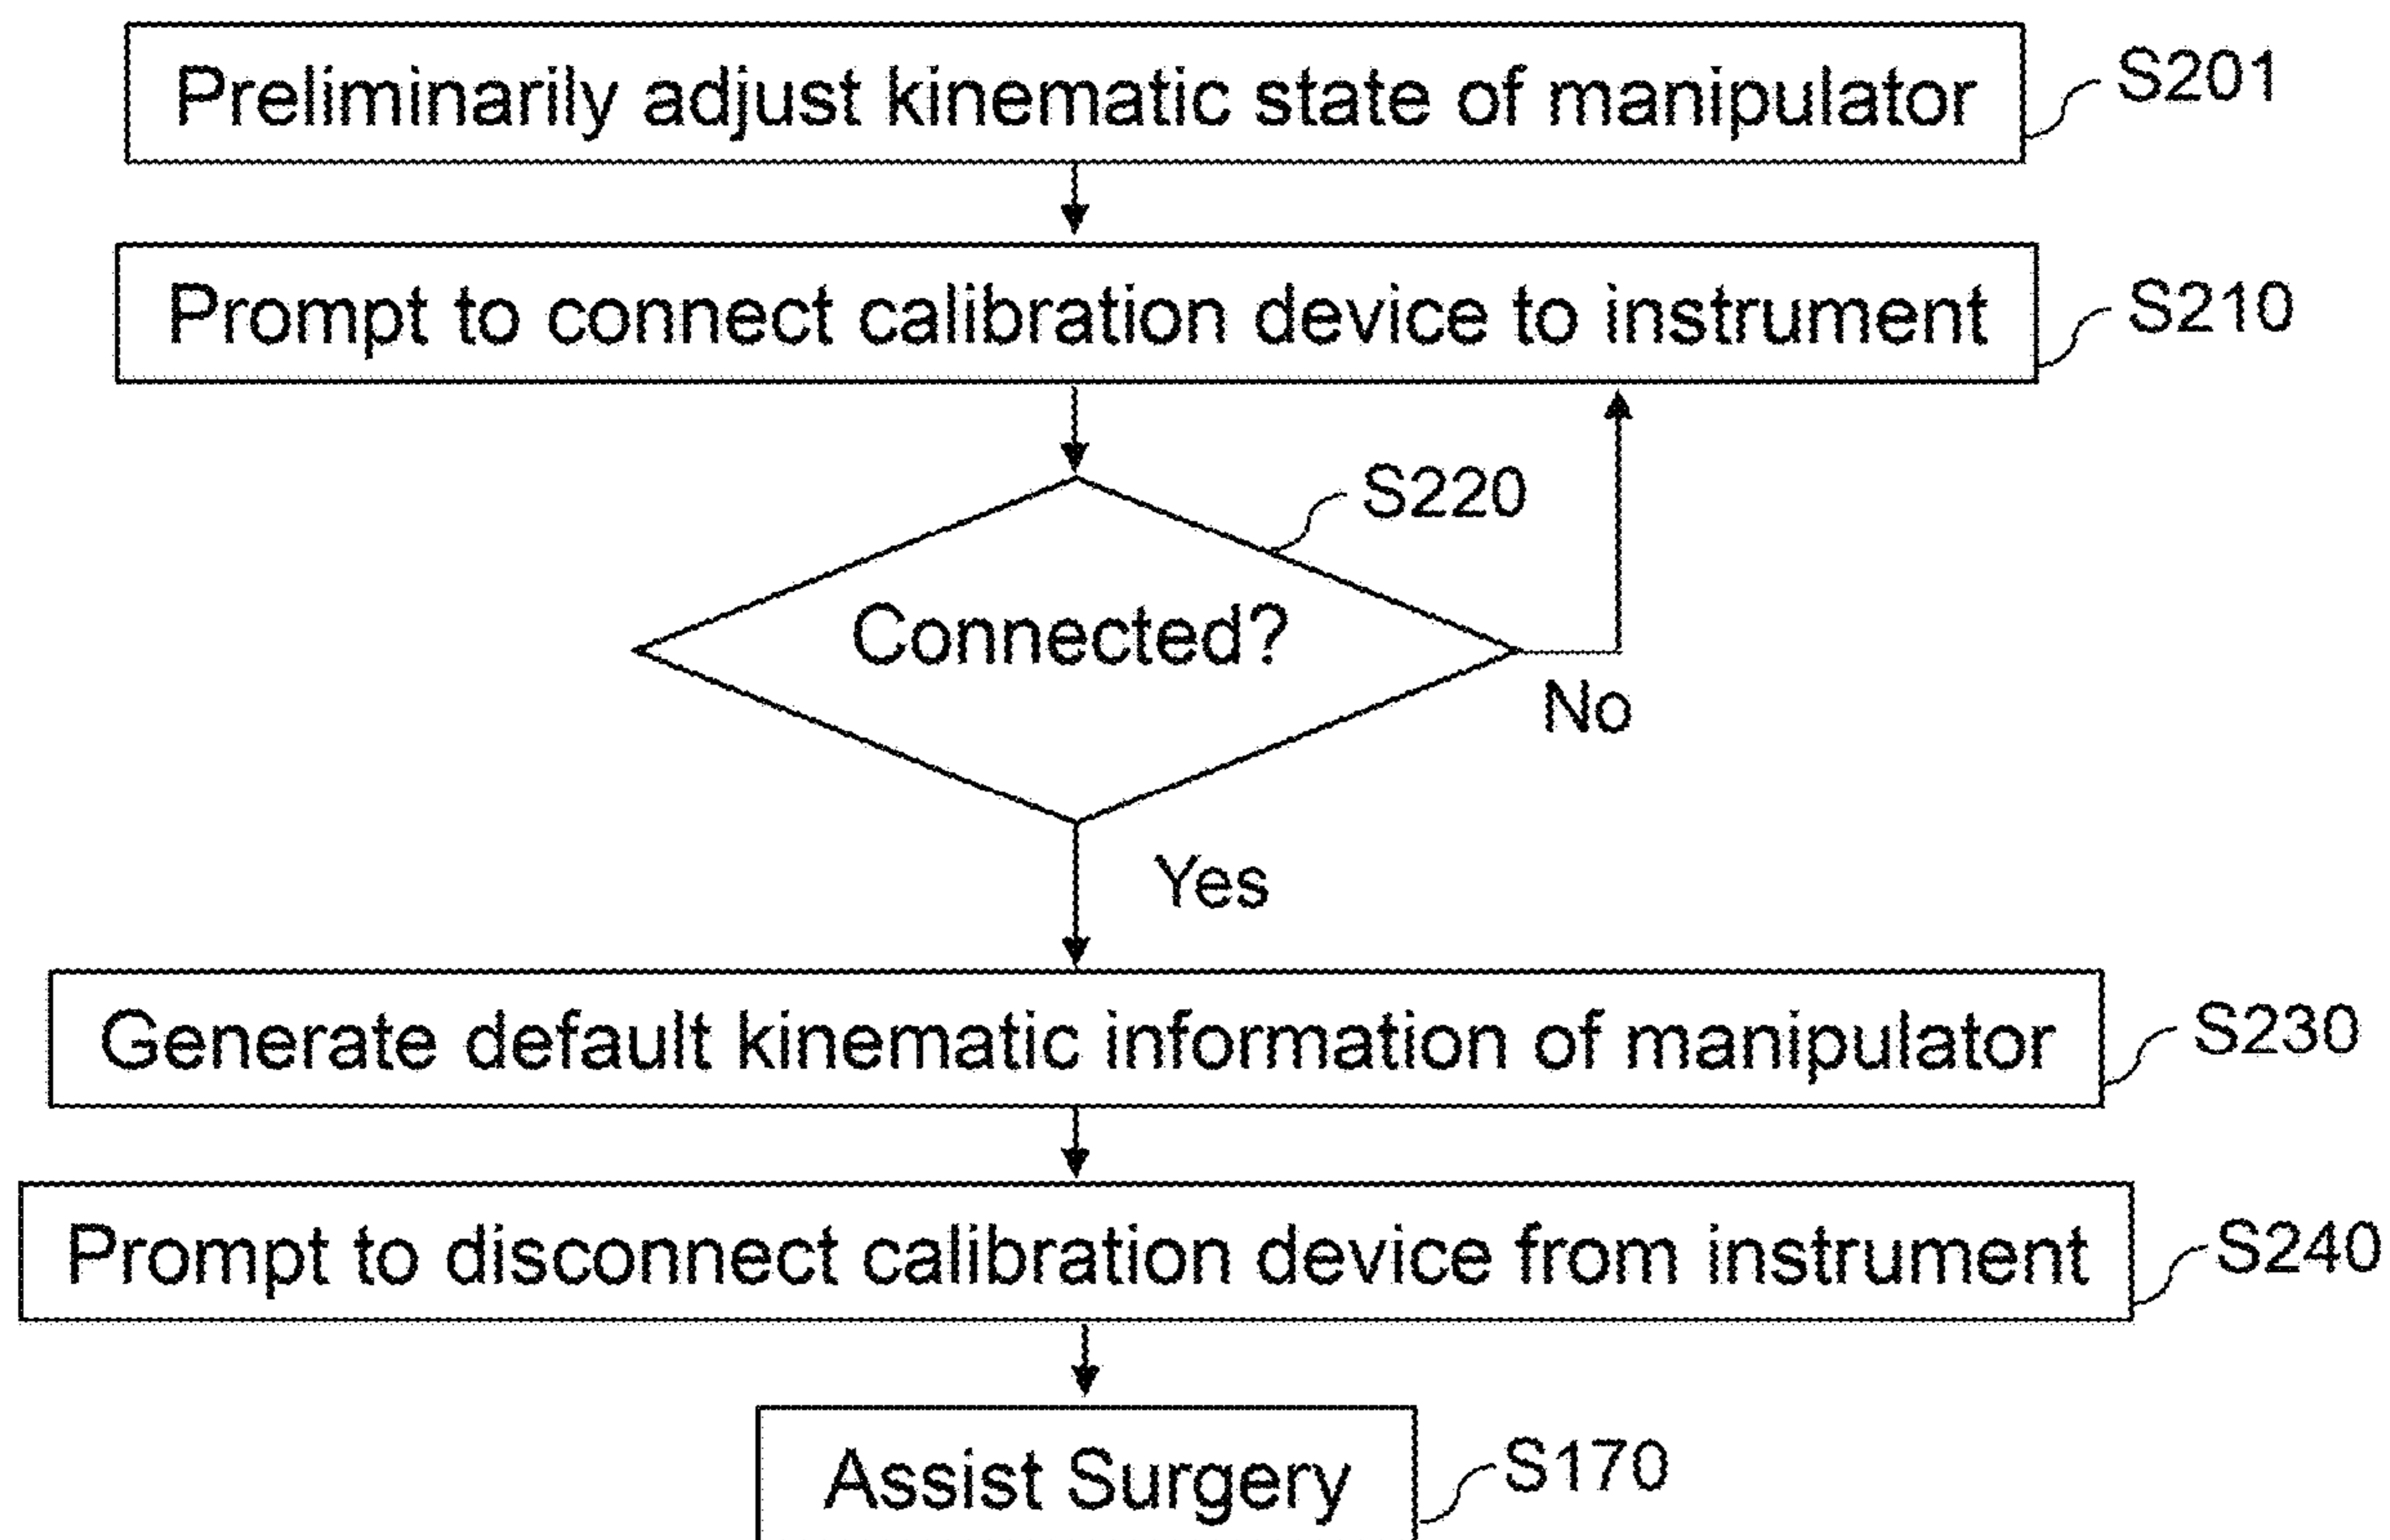 Preliminarily adjust kinematic state of manipulator S201
Prompt to connect calibration device to instrument S210
S220
Connected?
No
Yes
Generate default kinematic information of manipulator S230
Prompt to disconnect calibration device from instrument S240
Assist Surgery S170